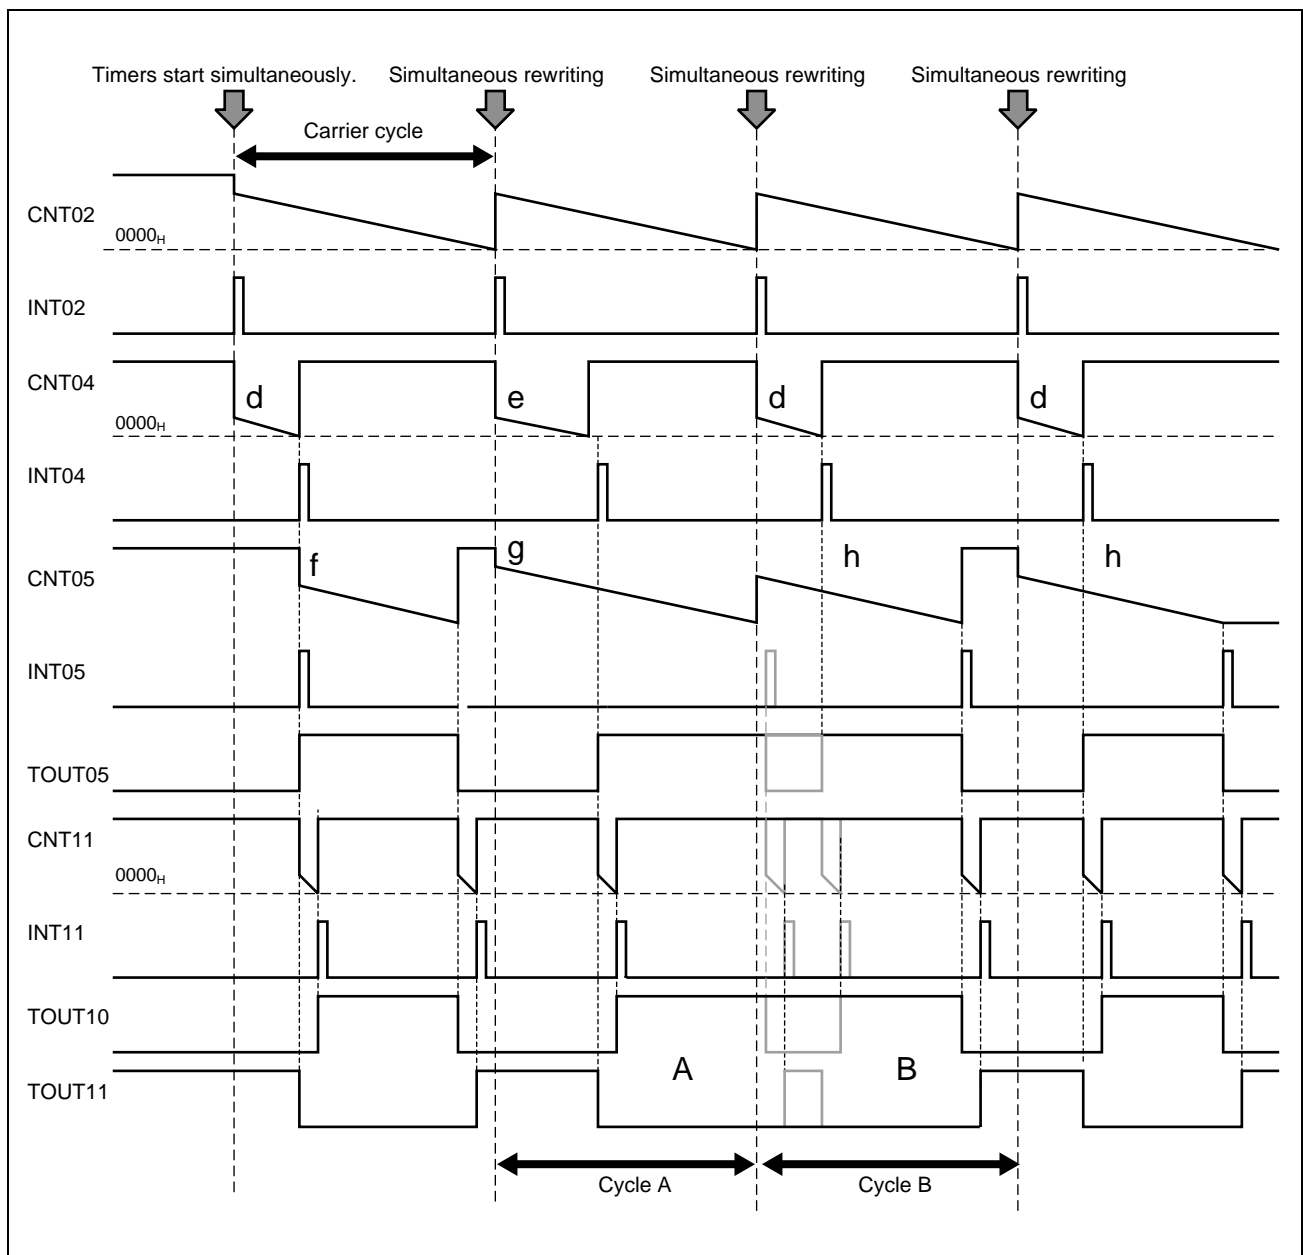 Timers start simultaneously. Simultaneous rewriting Simultaneous rewriting Simultaneous rewriting
Carrier cycle
CNT02
0000H
INT02
CNT04
d e d d
0000H
INT04
CNT05
f g h h
INT05
TOUT05
CNT11
0000H
INT11
TOUT10
A B
TOUT11
Cycle A Cycle B